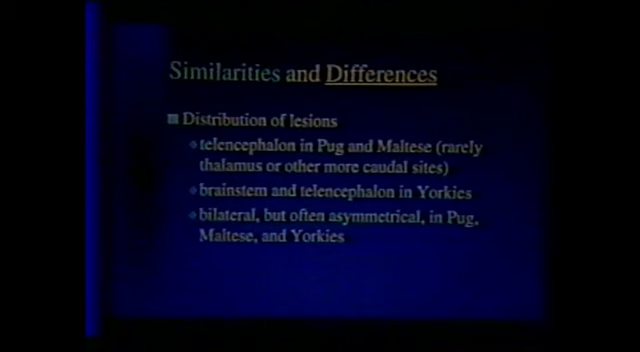 Similarities and Differences
Distribution of lesions
telencephalon in Pug and Maltese (rarely
thalamus or other more caudal sites)
brainstem and telencephalon in Yorkies
bilateral, but often asymmetrical, in Pug,
Maltese, and Yorkies